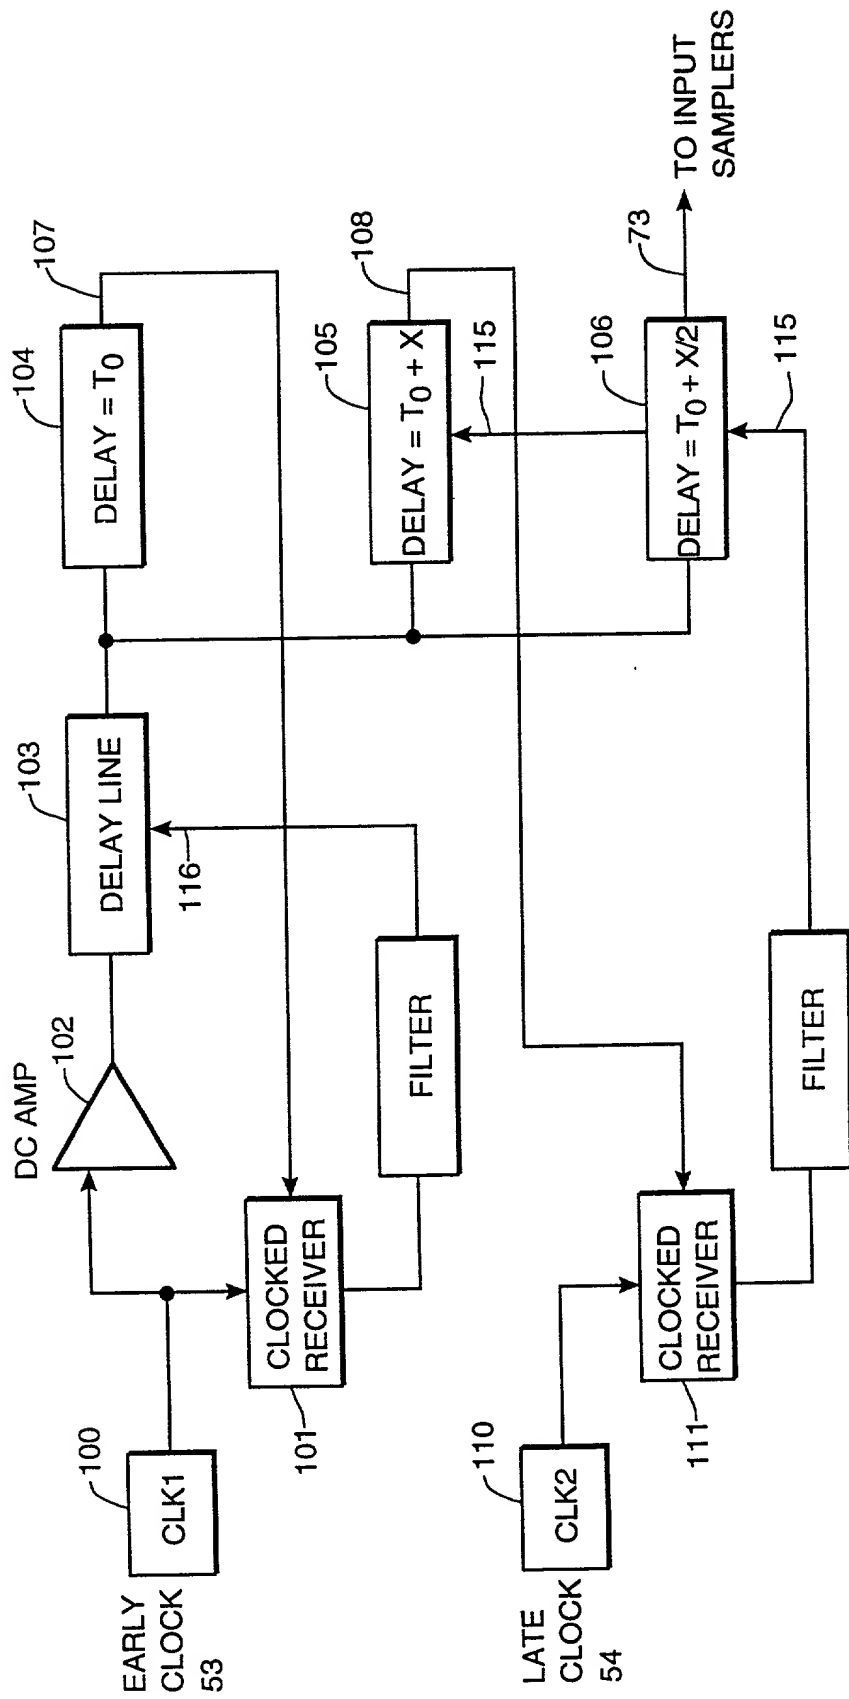 EARLY
CLOCK
53
100
CLK1
DC AMP
102
103
DELAY LINE
116
104
DELAY = T0
107
CLOCKED
RECEIVER
101
FILTER
105
DELAY = T0 + X
108
115
106
DELAY = T0 + X/2
73
TO INPUT
SAMPLERS
115
LATE
CLOCK
54
110
CLK2
CLOCKED
RECEIVER
111
FILTER